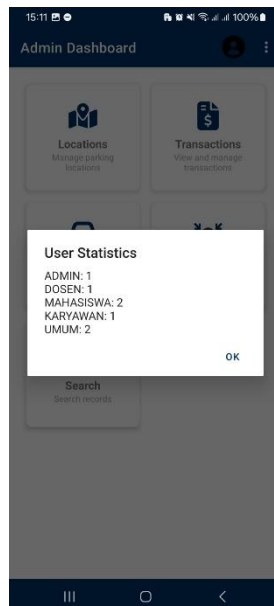 15:11
100%
Admin Dashboard
Locations
Manage parking
locations
Transactions
View and manage
transactions
User Statistics
ADMIN: 1
DOSEN: 1
MAHASISWA: 2
KARYAWAN: 1
UMUM: 2
OK
Search
Search records